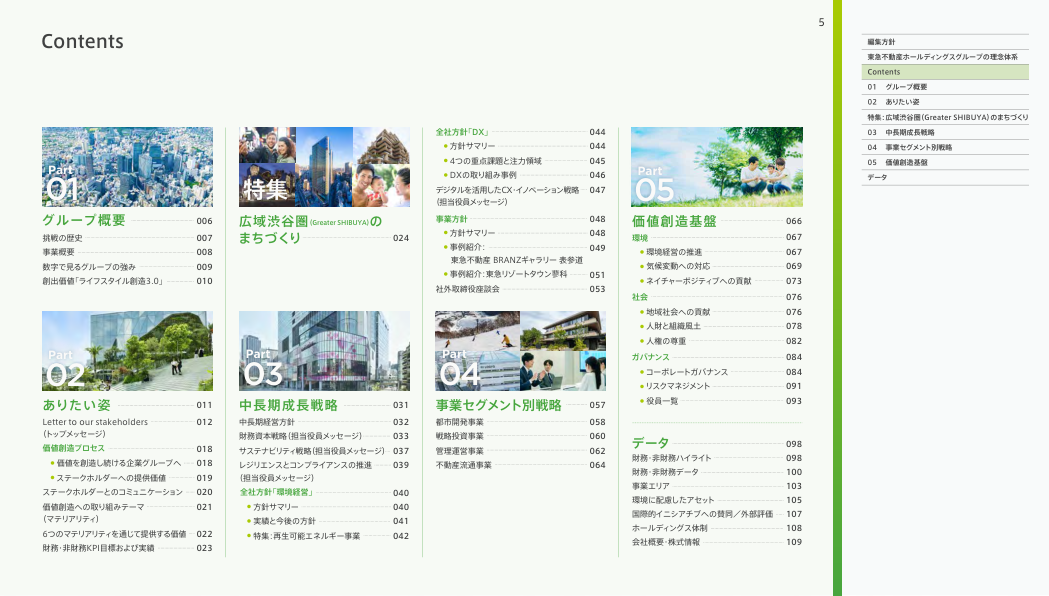 5
Contents
Part
01
グループ概要 006
挑戦の歴史 007
事業概要 008
数字で見るグループの強み 009
創出価値「ライフスタイル創造3.0」 010
Part
02
ありたい姿 011
Letter to our stakeholders 012
(トップメッセージ)
価値創造プロセス 018
価値を創造し続ける企業グループへ 018
ステークホルダーへの提供価値 019
ステークホルダーとのコミュニケーション 020
価値創造への取り組みテーマ 021
(マテリアリティ)
6つのマテリアリティを通じて提供する価値 022
財務・非財務KPI目標および実績 023
特集
広域渋谷圏(Greater SHIBUYA)の
まちづくり 024
Part
03
中長期成長戦略 031
中長期経営方針 032
財務資本戦略(担当役員メッセージ) 033
サステナビリティ戦略(担当役員メッセージ) 037
レジリエンスとコンプライアンスの推進 039
(担当役員メッセージ)
全社方針「環境経営」 040
方針サマリー 040
実績と今後の方針 041
特集:再生可能エネルギー事業 042
全社方針「DX」 044
方針サマリー 044
4つの重点課題と注力領域 045
DXの取り組み事例 046
デジタルを活用したCX・イノベーション戦略 047
(担当役員メッセージ)
事業方針 048
方針サマリー 048
事例紹介: 049
東急不動産 BRANZギャラリー 表参道
事例紹介:東急リゾートタウン蓼科 051
社外取締役座談会 053
Part
04
事業セグメント別戦略 057
都市開発事業 058
戦略投資事業 060
管理運営事業 062
不動産流通事業 064
Part
05
価値創造基盤 066
環境 067
環境経営の推進 067
気候変動への対応 069
ネイチャーポジティブへの貢献 073
社会 076
地域社会への貢献 076
人財と組織風土 078
人権の尊重 082
ガバナンス 084
コーポレートガバナンス 084
リスクマネジメント 091
役員一覧 093
データ 098
財務・非財務ハイライト 098
財務・非財務データ 100
事業エリア 103
環境に配慮したアセット 105
国際的イニシアチブへの賛同/外部評価 107
ホールディングス体制 108
会社概要・株式情報 109
編集方針
東急不動産ホールディングスグループの理念体系
Contents
01 グループ概要
02 ありたい姿
特集:広域渋谷圏(Greater SHIBUYA)のまちづくり
03 中長期成長戦略
04 事業セグメント別戦略
05 価値創造基盤
データ